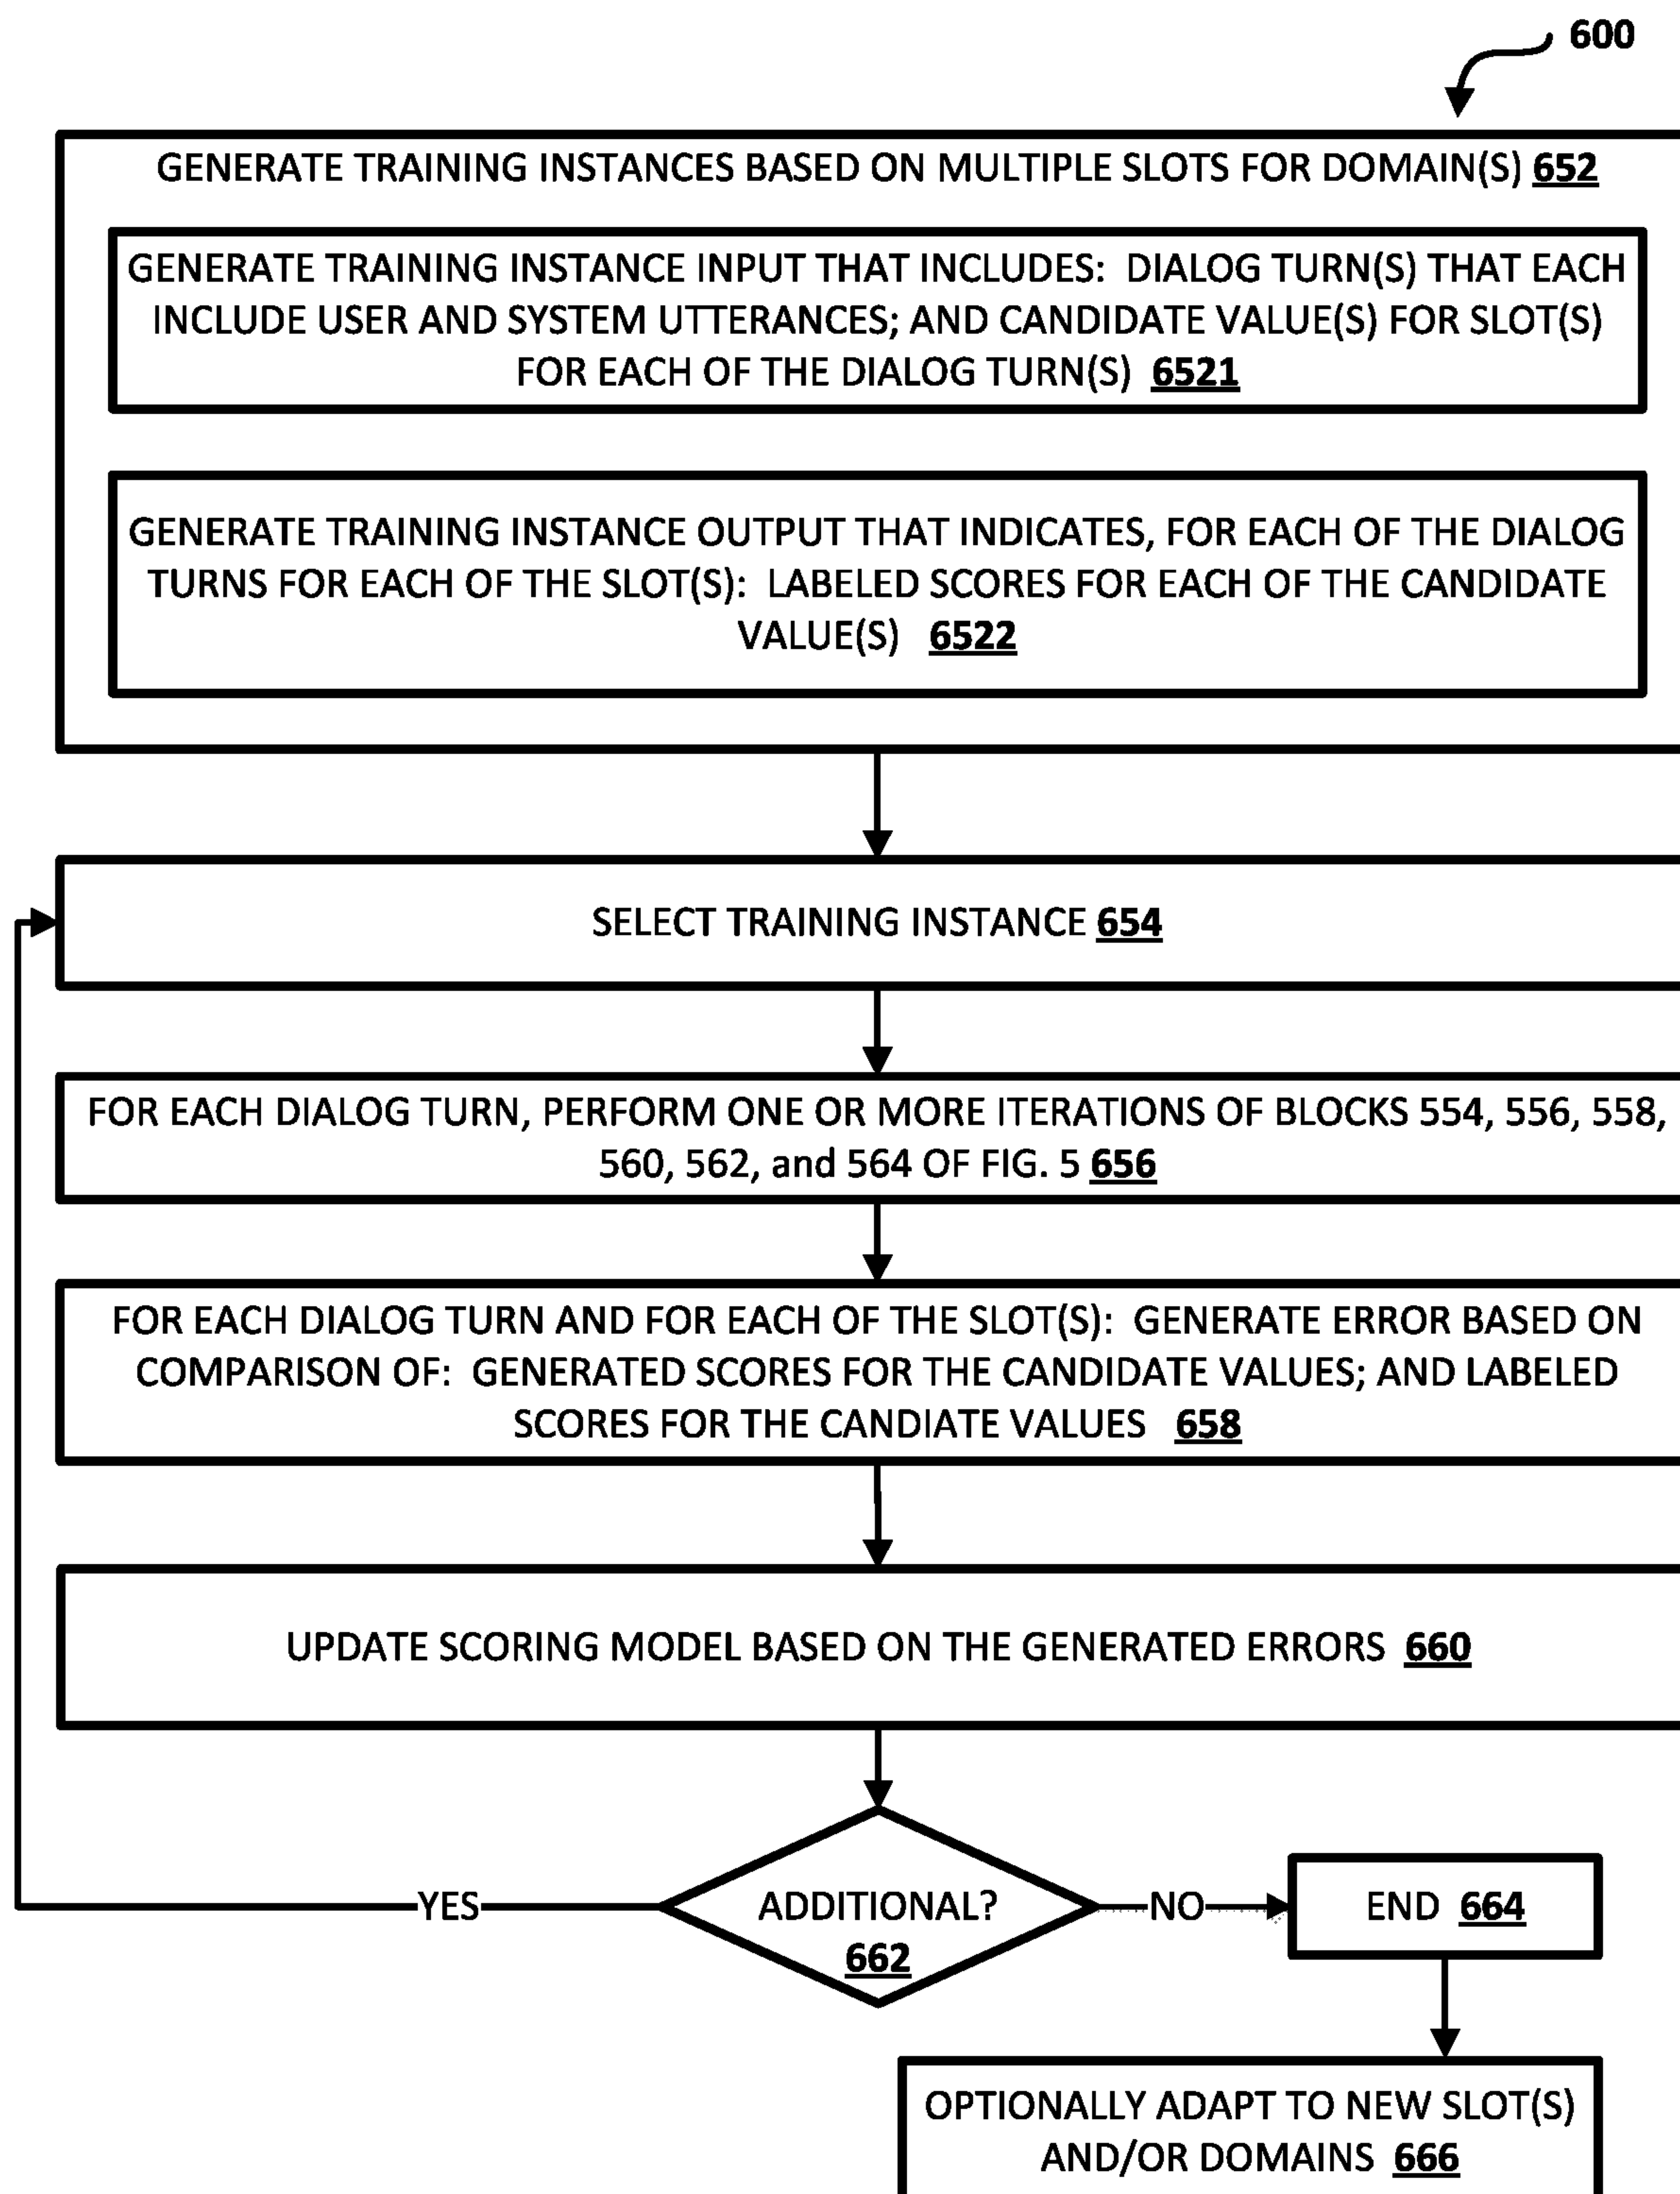 600
GENERATE TRAINING INSTANCES BASED ON MULTIPLE SLOTS FOR DOMAIN(S) 652
GENERATE TRAINING INSTANCE INPUT THAT INCLUDES: DIALOG TURN(S) THAT EACH
INCLUDE USER AND SYSTEM UTTERANCES; AND CANDIDATE VALUE(S) FOR SLOT(S)
FOR EACH OF THE DIALOG TURN(S) 6521
GENERATE TRAINING INSTANCE OUTPUT THAT INDICATES, FOR EACH OF THE DIALOG
TURNS FOR EACH OF THE SLOT(S): LABELED SCORES FOR EACH OF THE CANDIDATE
VALUE(S) 6522
SELECT TRAINING INSTANCE 654
FOR EACH DIALOG TURN, PERFORM ONE OR MORE ITERATIONS OF BLOCKS 554, 556, 558,
560, 562, and 564 OF FIG. 5 656
FOR EACH DIALOG TURN AND FOR EACH OF THE SLOT(S): GENERATE ERROR BASED ON
COMPARISON OF: GENERATED SCORES FOR THE CANDIDATE VALUES; AND LABELED
SCORES FOR THE CANDIATE VALUES 658
UPDATE SCORING MODEL BASED ON THE GENERATED ERRORS 660
YES
ADDITIONAL?
662
NO
END 664
OPTIONALLY ADAPT TO NEW SLOT(S)
AND/OR DOMAINS 666